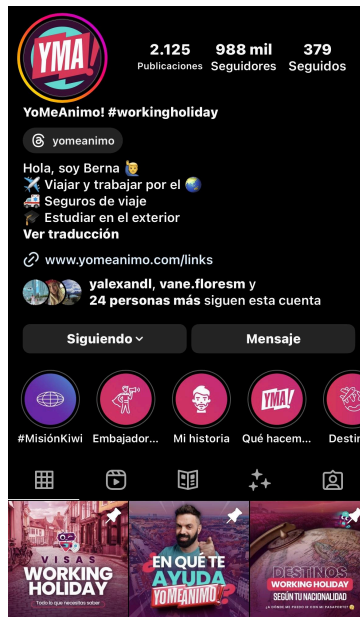 YMA!
2.125 988 mil 379
Publicaciones Seguidores Seguidos
YoMeAnimo! #workingholiday
yomeanimo
Hola, soy Berna
Viajar y trabajar por el
Seguros de viaje
Estudiar en el exterior
Ver traducción
www.yomeanimo.com/links
yalexandl, vane.floresm y
24 personas más siguen esta cuenta
Siguiendo Mensaje
YMA!
#MisiónKiwi Embajador... Mi historia Qué hacem... Destin
VISAS
WORKING
HOLIDAY
Todo lo que necesitas saber
EN QUÉ TE
AYUDA
YOMEANIMO!?
DESTINOS
WORKING HOLIDAY
SEGÚN TU NACIONALIDAD